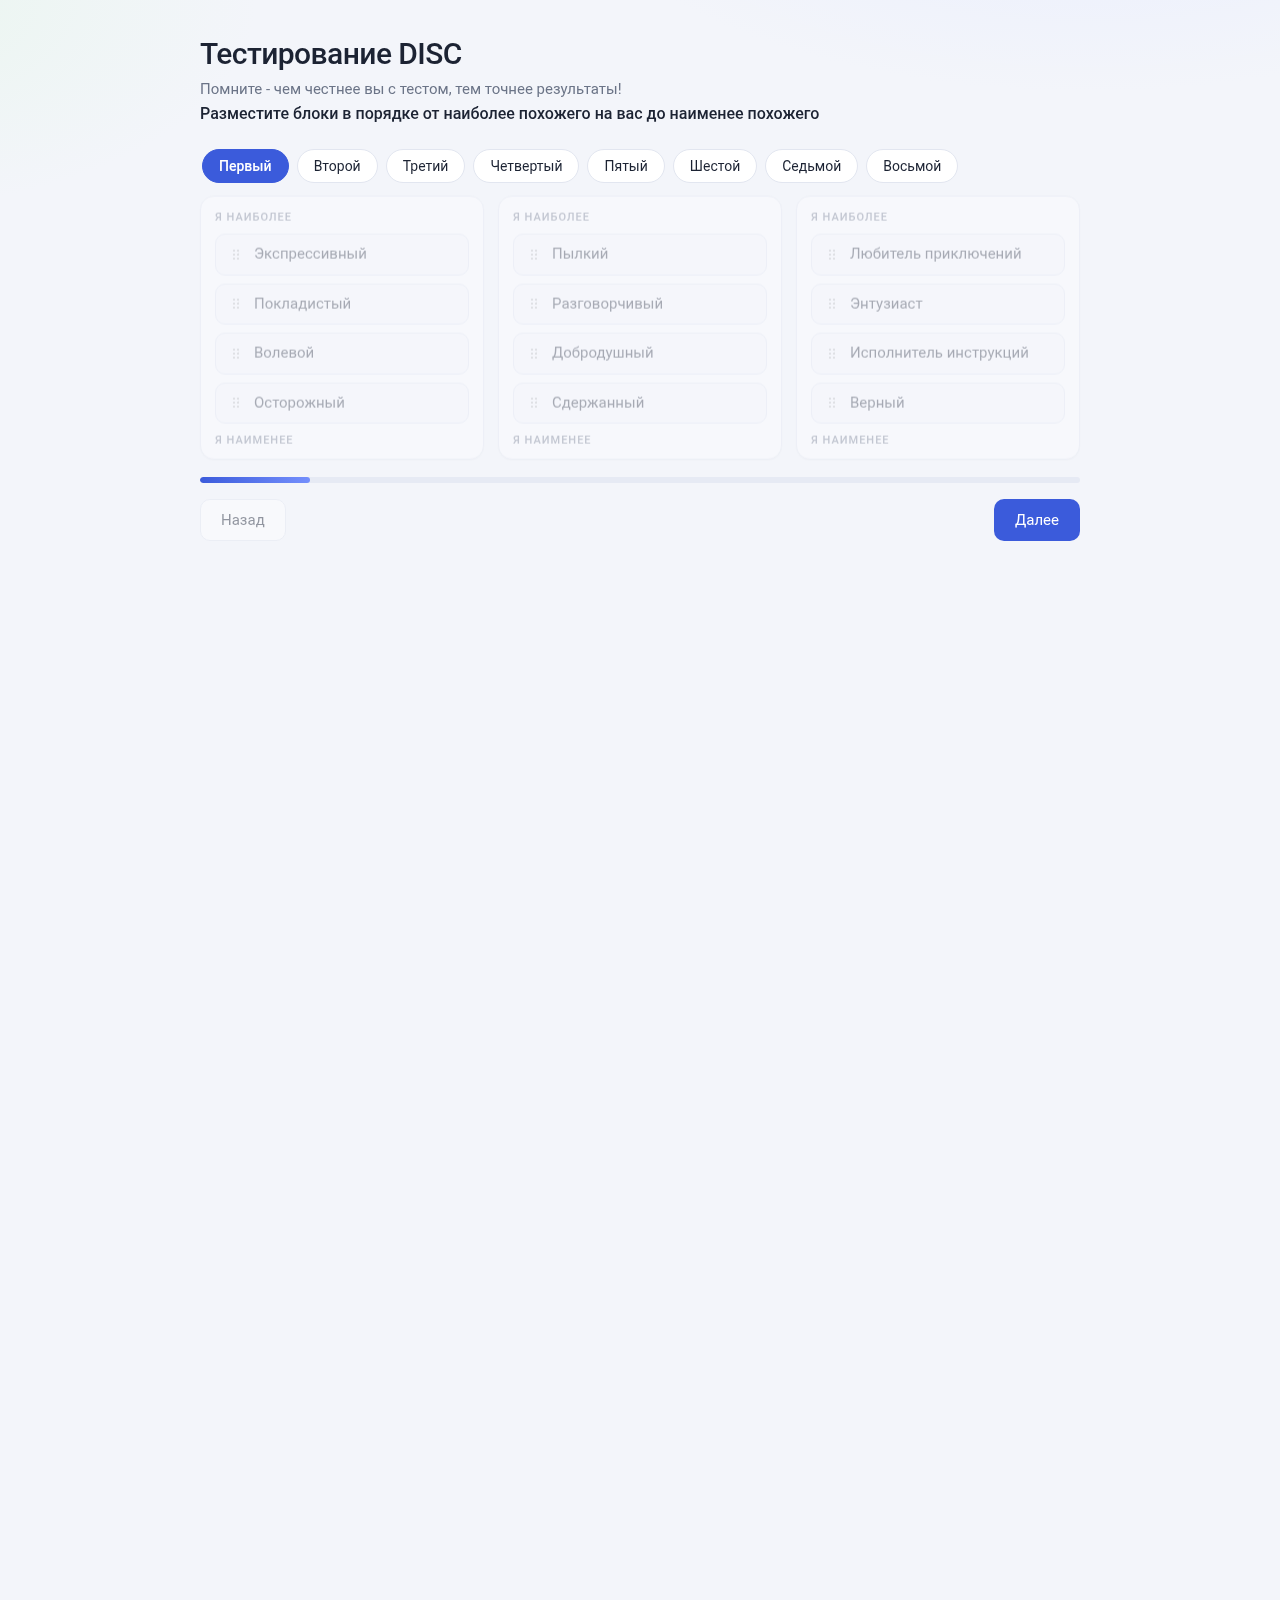 Тестирование DISC
Помните - чем честнее вы с тестом, тем точнее результаты!
Разместите блоки в порядке от наиболее похожего на вас до наименее похожего
Первый Второй Третий Четвертый Пятый Шестой Седьмой Восьмой
Я НАИБОЛЕЕ
Экспрессивный
Покладистый
Волевой
Осторожный
Я НАИМЕНЕЕ
Я НАИБОЛЕЕ
Пылкий
Разговорчивый
Добродушный
Сдержанный
Я НАИМЕНЕЕ
Я НАИБОЛЕЕ
Любитель приключений
Энтузиаст
Исполнитель инструкций
Верный
Я НАИМЕНЕЕ
Назад
Далее